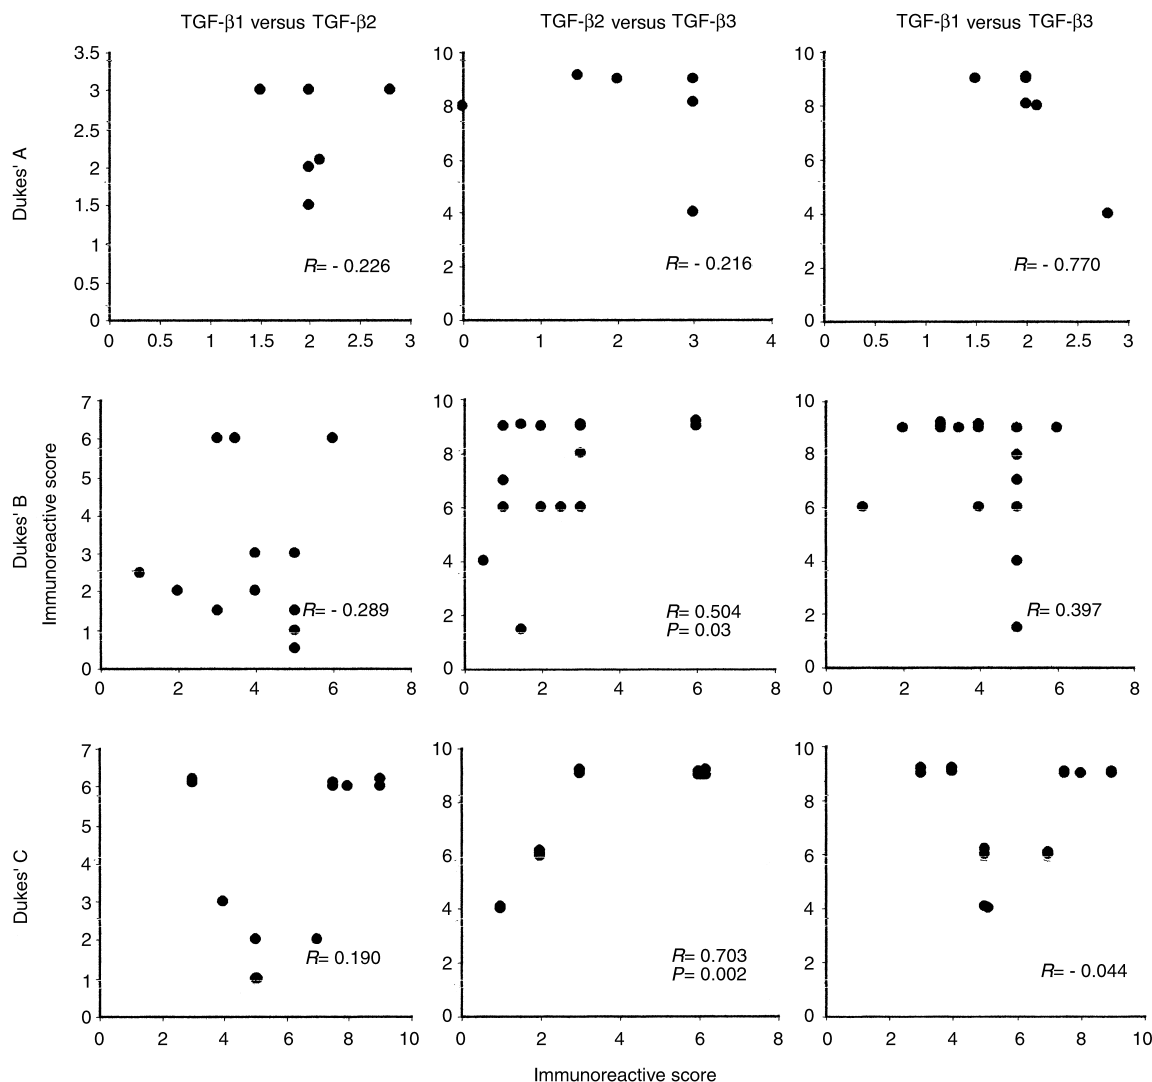 TGF-β1 versus TGF-β2
TGF-β2 versus TGF-β3
TGF-β1 versus TGF-β3
Dukes' A
3.5
3
2.5
2
1.5
1
0.5
0
0 0.5 1 1.5 2 2.5 3
R= - 0.226
10
8
6
4
2
0
0 1 2 3 4
R= - 0.216
10
8
6
4
2
0
0 0.5 1 1.5 2 2.5 3
R= - 0.770
Dukes' B
Immunoreactive score
7
6
5
4
3
2
1
0
0 2 4 6 8
R= - 0.289
10
8
6
4
2
0
0 2 4 6 8
R= 0.504
P= 0.03
10
8
6
4
2
0
0 2 4 6 8
R= 0.397
Dukes' C
7
6
5
4
3
2
1
0
0 2 4 6 8 10
R= 0.190
10
8
6
4
2
0
0 2 4 6 8
R= 0.703
P= 0.002
10
8
6
4
2
0
0 2 4 6 8 10
R= - 0.044
Immunoreactive score